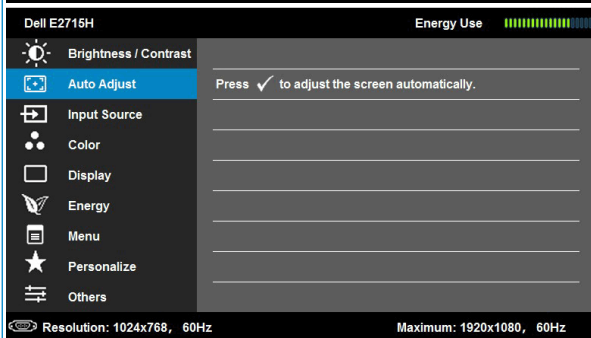 Dell E2715H Energy Use
Brightness / Contrast
Auto Adjust Press ✓ to adjust the screen automatically.
Input Source
Color
Display
Energy
Menu
Personalize
Others
Resolution: 1024x768, 60Hz Maximum: 1920x1080, 60Hz